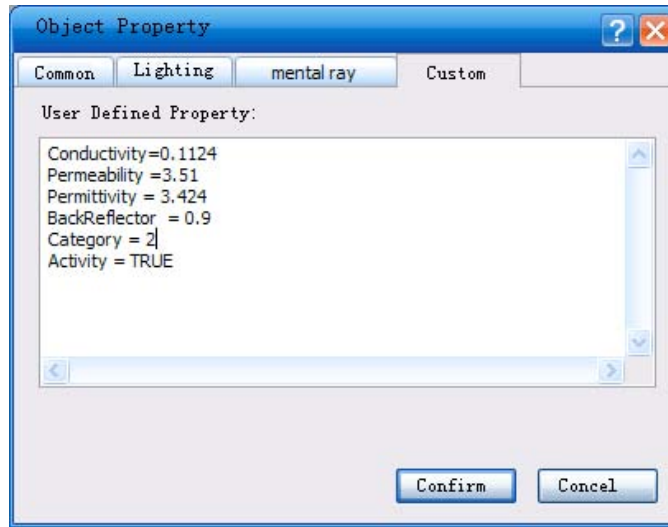 Object Property
?
Common Lighting mental ray Custom
User Defined Property:
Conductivity=0.1124
Permeability =3.51
Permittivity = 3.424
BackReflector  = 0.9
Category = 2
Activity = TRUE
Confirm Concel